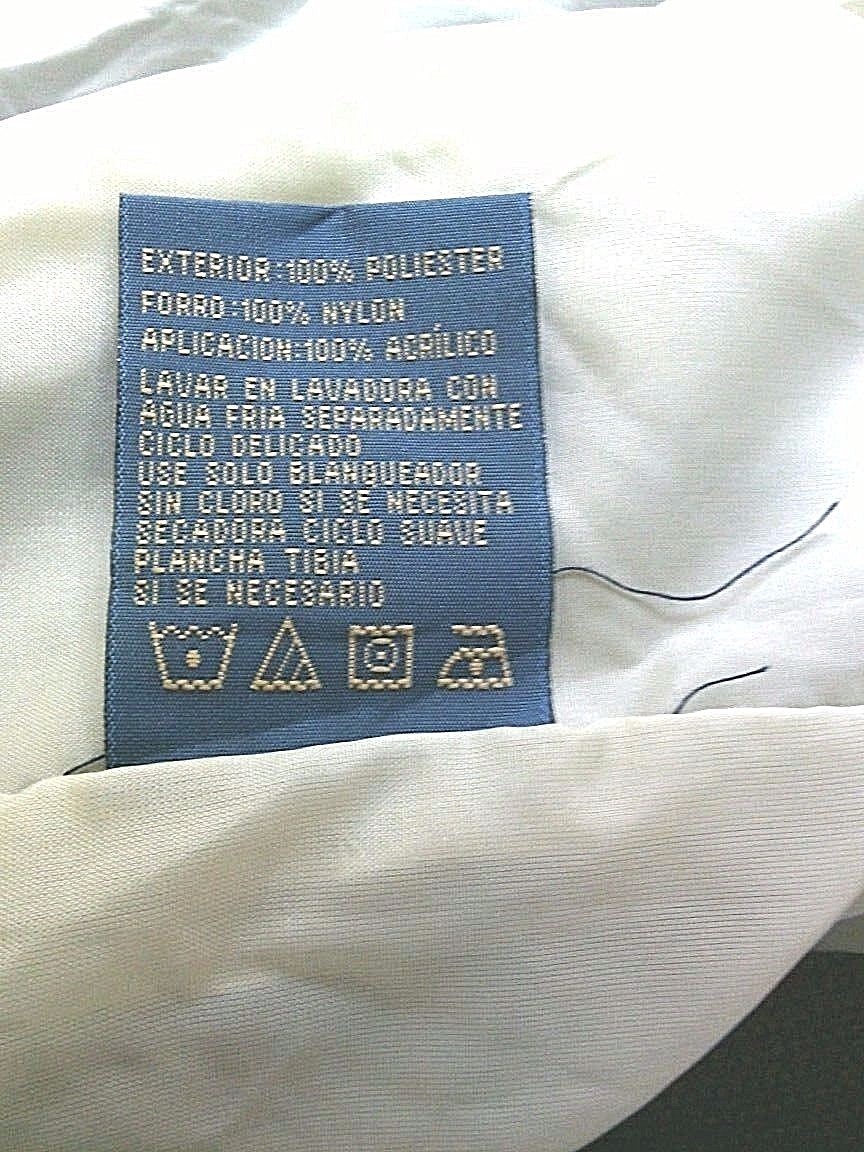 EXTERIOR:100% POLIESTER
FORRO:100% NYLON
APLICACION:100% ACRÍLICO
LAVAR EN LAVADORA CON
AGUA FRIA SEPARADAMENTE
CICLO DELICADO
USE SOLO BLANQUEADOR
SIN CLORO SI SE NECESITA
SECADORA CICLO SUAVE
PLANCHA TIBIA
SI SE NECESARIO